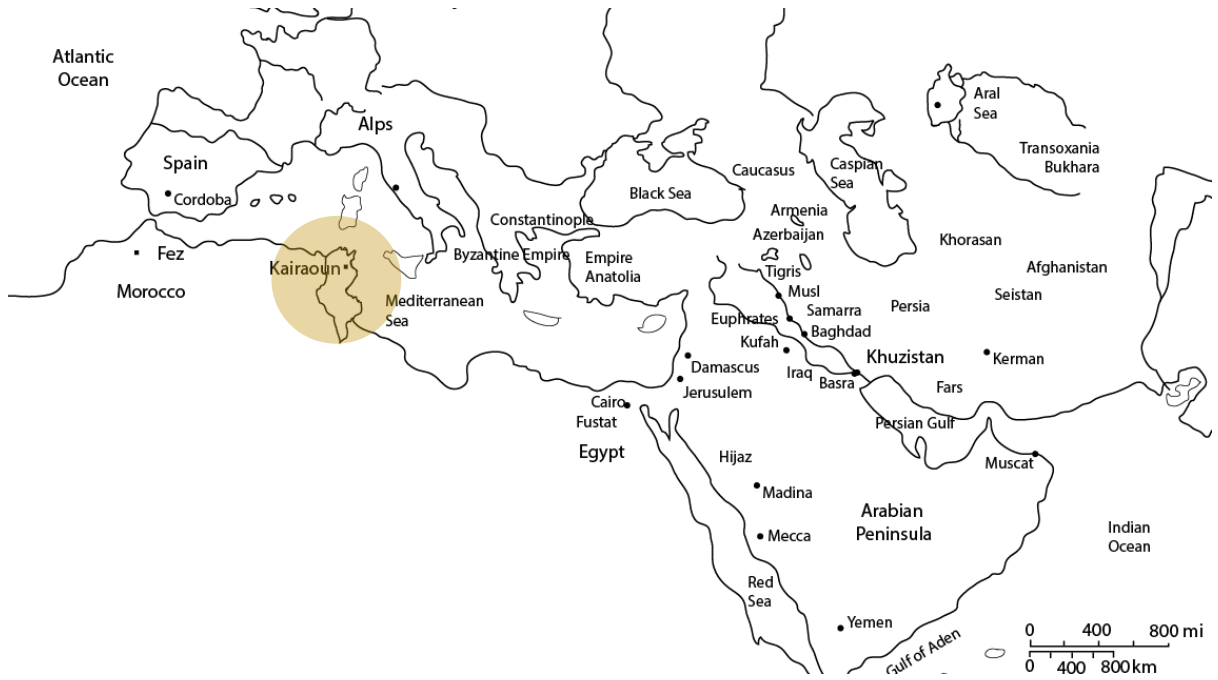 Atlantic
Ocean
Alps
Spain
Cordoba
Fez
Morocco
Kairaoun
Mediterranean
Sea
Constantinople
Byzantine Empire
Empire
Anatolia
Black Sea
Caucasus
Caspian
Sea
Aral
Sea
Transoxania
Bukhara
Armenia
Azerbaijan
Khorasan
Afghanistan
Seistan
Tigris
Musl
Samarra
Persia
Euphrates
Baghdad
Kufah
Iraq
Basra
Khuzistan
Kerman
Fars
Damascus
Jerusulem
Cairo
Fustat
Egypt
Persian Gulf
Muscat
Hijaz
Madina
Mecca
Arabian
Peninsula
Indian
Ocean
Red
Sea
Yemen
Gulf of Aden
0 400 800 mi
0 400 800km